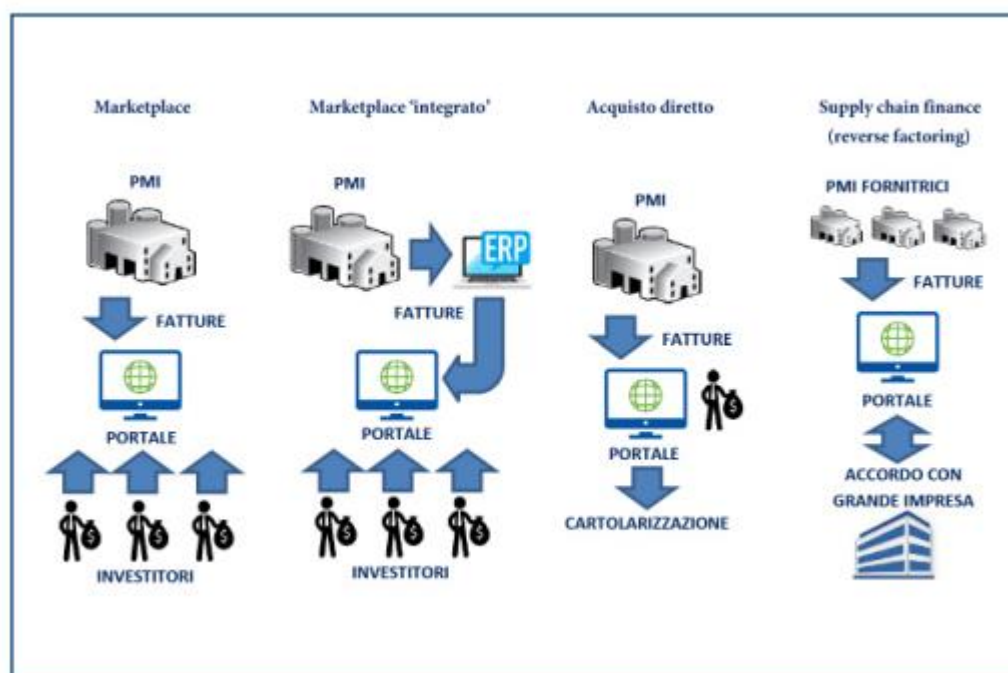 Marketplace
PMI
FATTURE
PORTALE
INVESTITORI
Marketplace ‘integrato’
PMI
ERP
FATTURE
PORTALE
INVESTITORI
Acquisto diretto
PMI
FATTURE
$
PORTALE
CARTOLARIZZAZIONE
Supply chain finance
(reverse factoring)
PMI FORNITRICI
FATTURE
PORTALE
ACCORDO CON
GRANDE IMPRESA